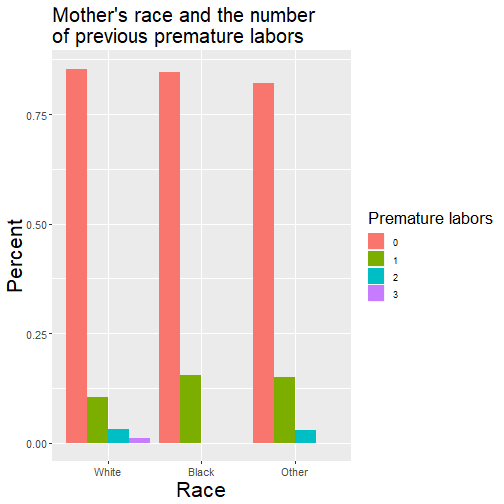 Mother's race and the number
of previous premature labors
Percent
0.75
0.50
0.25
0.00
White
Black
Other
Race
Premature labors
0
1
2
3